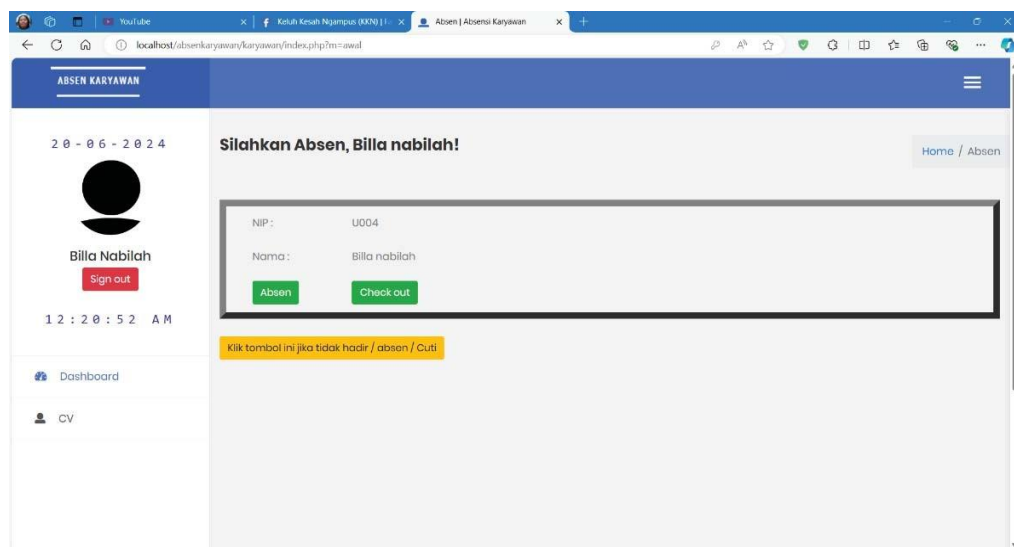 YouTube
Keluh Kesah Ngampus (KKN) |
Absen | Absensi Karyawan
localhost/absenkaryawan/karyawan/index.php?m=awal
ABSEN KARYAWAN
20-06-2024
Silahkan Absen, Billa nabilah!
Home / Absen
NIP : U004
Billa Nabilah
Nama : Billa nabilah
Sign out
Absen Check out
12:20:52 AM
Klik tombol ini jika tidak hadir / absen / Cuti
Dashboard
CV